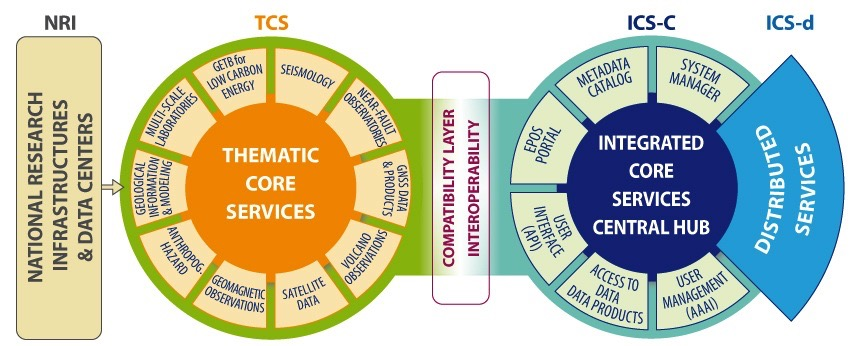 NRI
TCS
ICS-C
ICS-d
NATIONAL RESEARCH
INFRASTRUCTURES
& DATA CENTERS
THEMATIC
CORE
SERVICES
SEISMOLOGY
NEAR-FAULT
OBSERVATORIES
GNSS DATA
& PRODUCTS
VOLCANO
OBSERVATIONS
SATELLITE
DATA
GEOMAGNETIC
OBSERVATIONS
ANTHROPOG.
HAZARD
GEOLOGICAL
INFORMATION
& MODELING
MULTI-SCALE
LABORATORIES
GETB for
LOW CARBON
ENERGY
COMPATIBILITY LAYER
INTEROPERABILITY
INTEGRATED
CORE
SERVICES
CENTRAL HUB
EPOS
PORTAL
METADATA
CATALOG
SYSTEM
MANAGER
USER
MANAGEMENT
(AAAI)
ACCESS TO
DATA
DATA PRODUCTS
USER
INTERFACE
(API)
DISTRIBUTED
SERVICES